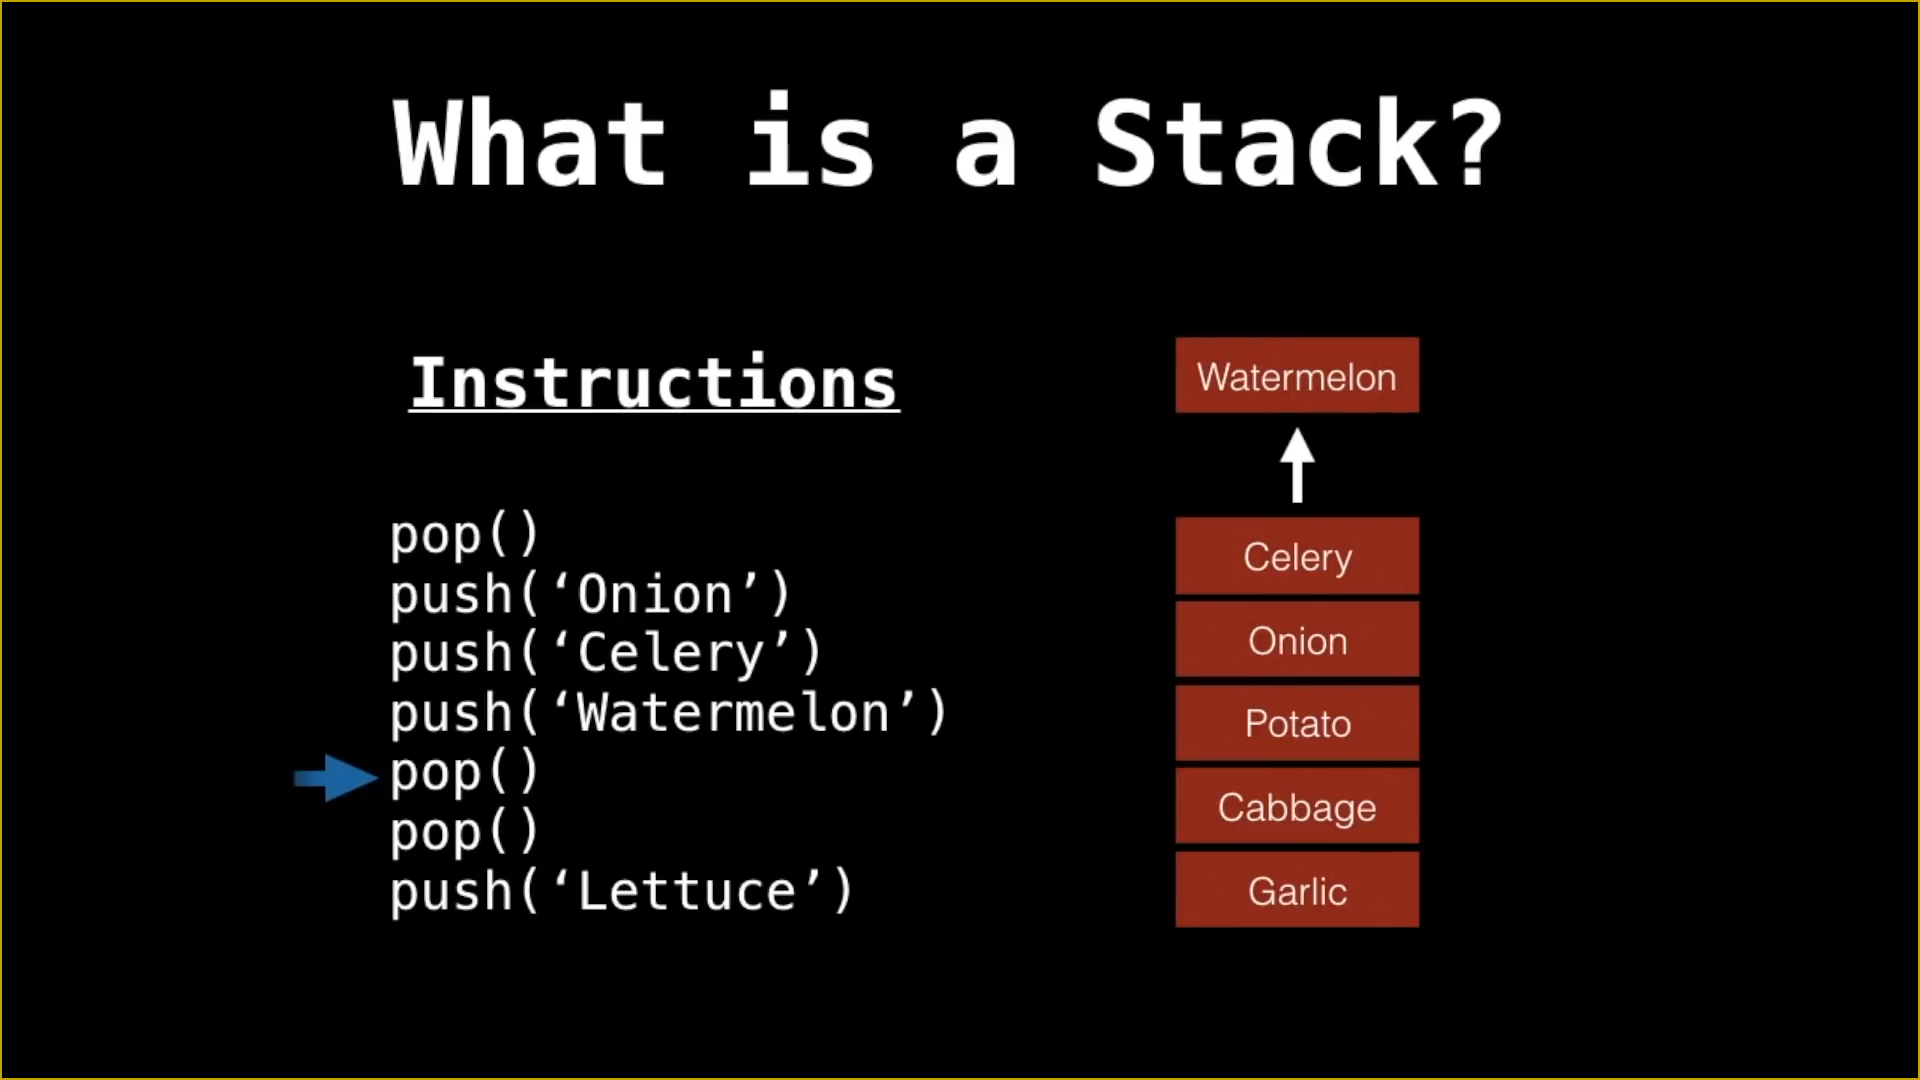 What is a Stack?
Instructions
pop()
push(‘Onion’)
push(‘Celery’)
push(‘Watermelon’)
pop()
pop()
push(‘Lettuce’)
Watermelon
Celery
Onion
Potato
Cabbage
Garlic